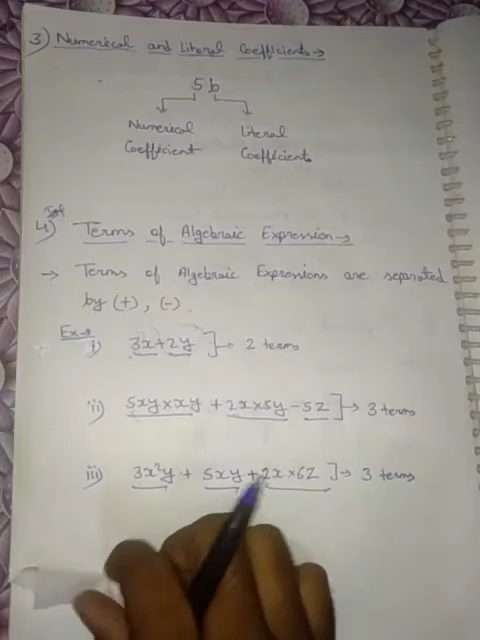 3) Numerical and Literal Coefficients →
5 b
Numerical Literal
Coefficient Coefficients
4) Terms of Algebraic Expression →
→ Terms of Algebraic Expressions are separated
by (+), (-).
Ex→
i) 3x+2y ]→ 2 terms
ii) 5xy×xy + 2x×5y - 5z ]→ 3 terms
iii) 3x²y + 5xy + 2x×6z ]→ 3 terms